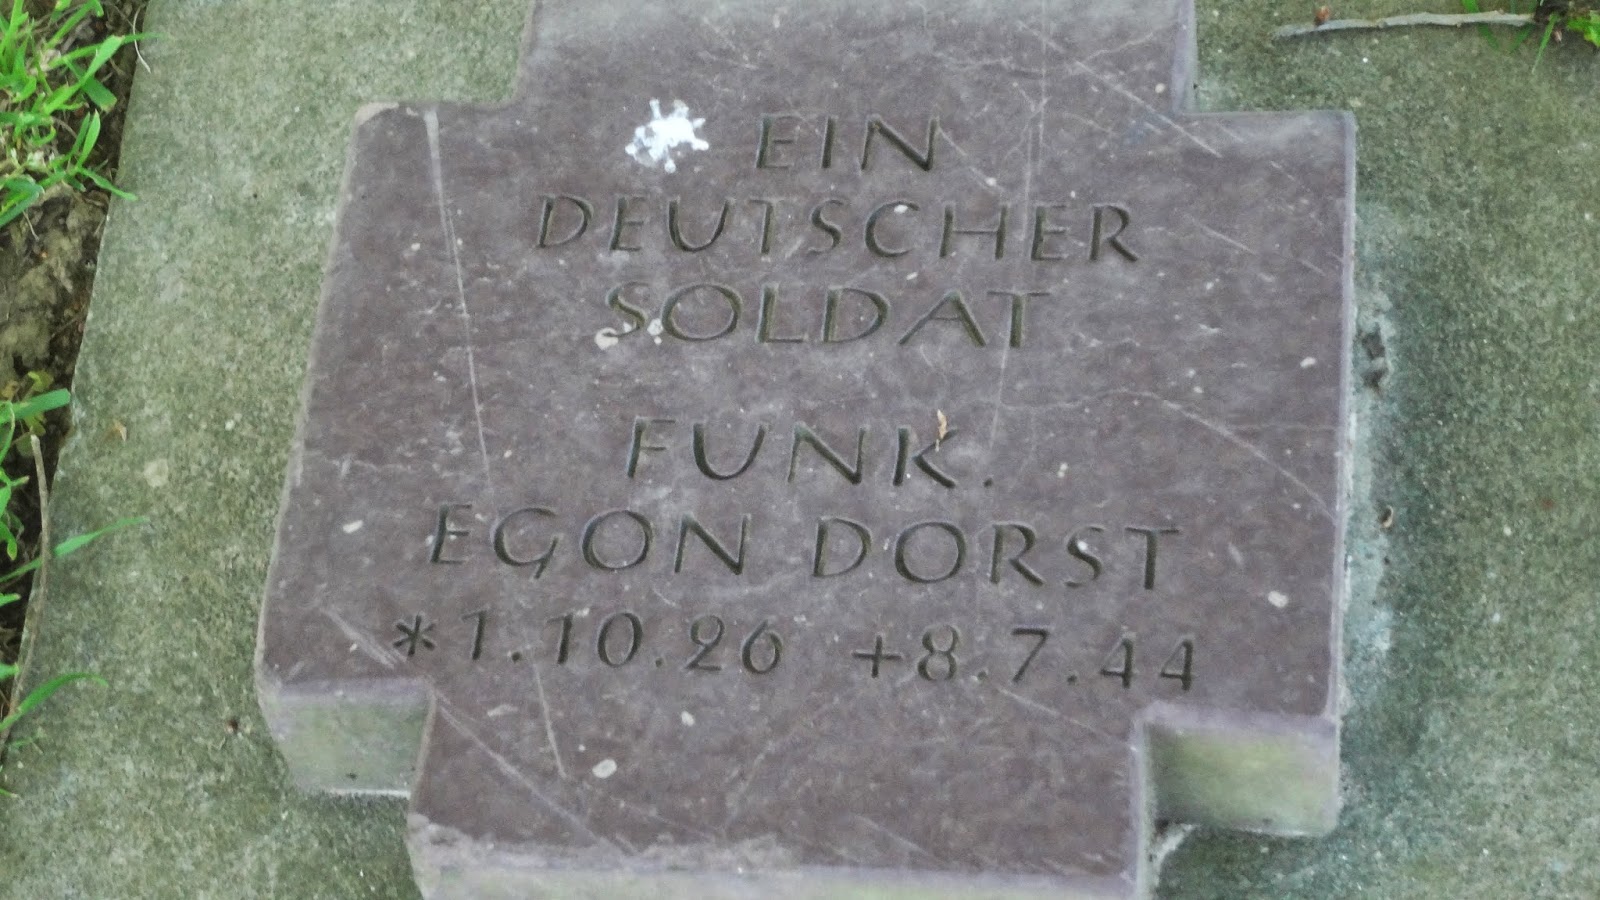 EIN
DEUTSCHER
SOLDAT
FUNK.
EGON DORST
*1.10.26 +8.7.44